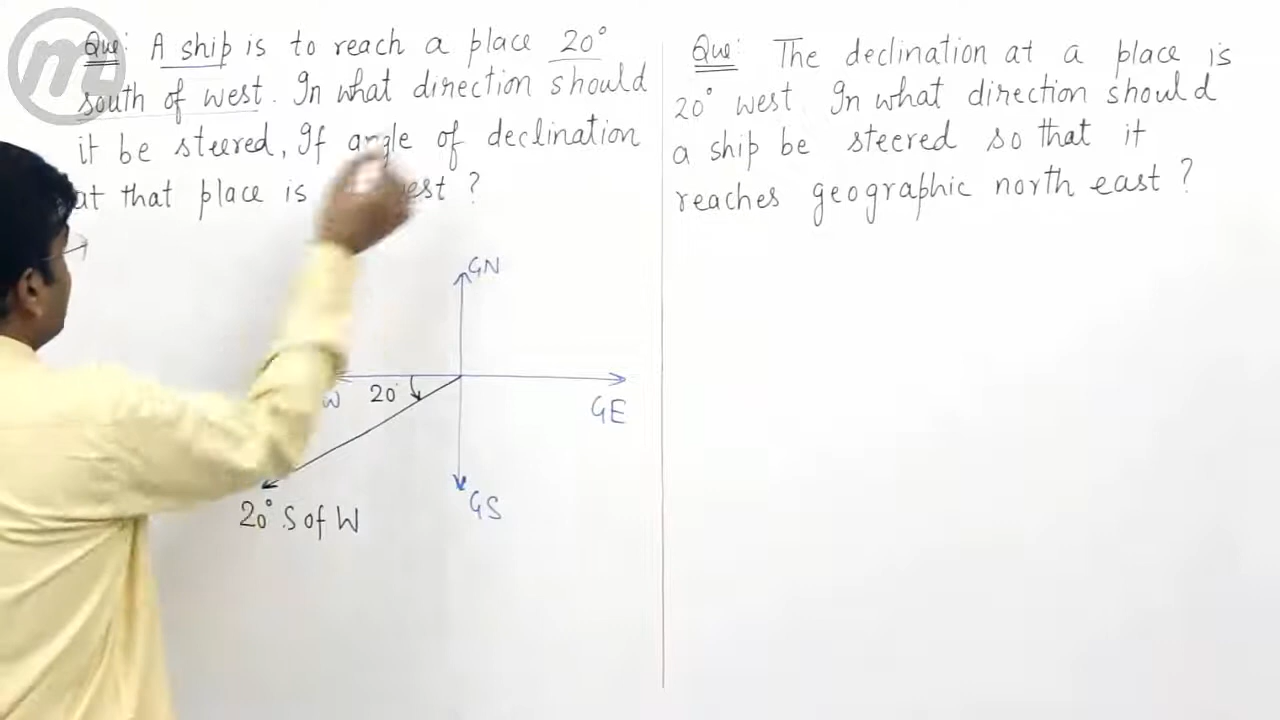 Que: A ship is to reach a place 20°
south of west. In what direction should
it be steered, If angle of declination
at that place is west ?
GN
W 20°
GE
20° S of W
GS
Que: The declination at a place is
20° west. In what direction should
a ship be steered so that it
reaches geographic north east ?
m